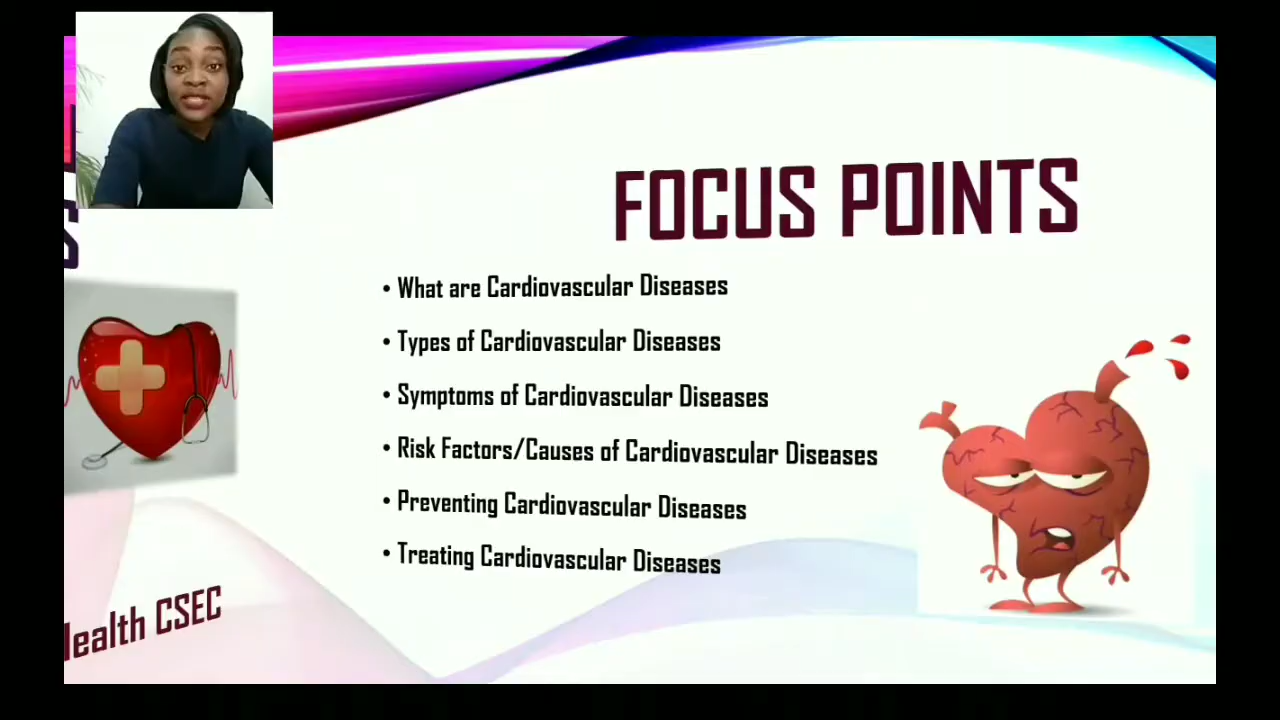 FOCUS POINTS
• What are Cardiovascular Diseases
• Types of Cardiovascular Diseases
• Symptoms of Cardiovascular Diseases
• Risk Factors/Causes of Cardiovascular Diseases
• Preventing Cardiovascular Diseases
• Treating Cardiovascular Diseases
CSEC